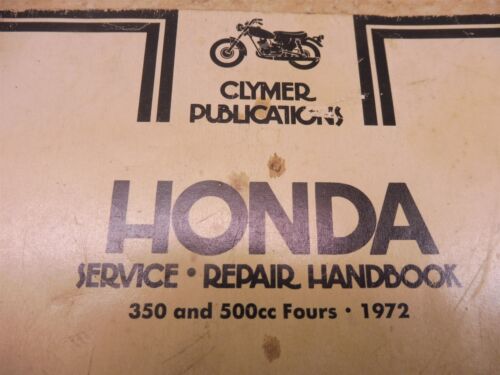 CLYMER
PUBLICATIONS
HONDA
SERVICE • REPAIR HANDBOOK
350 and 500cc Fours • 1972